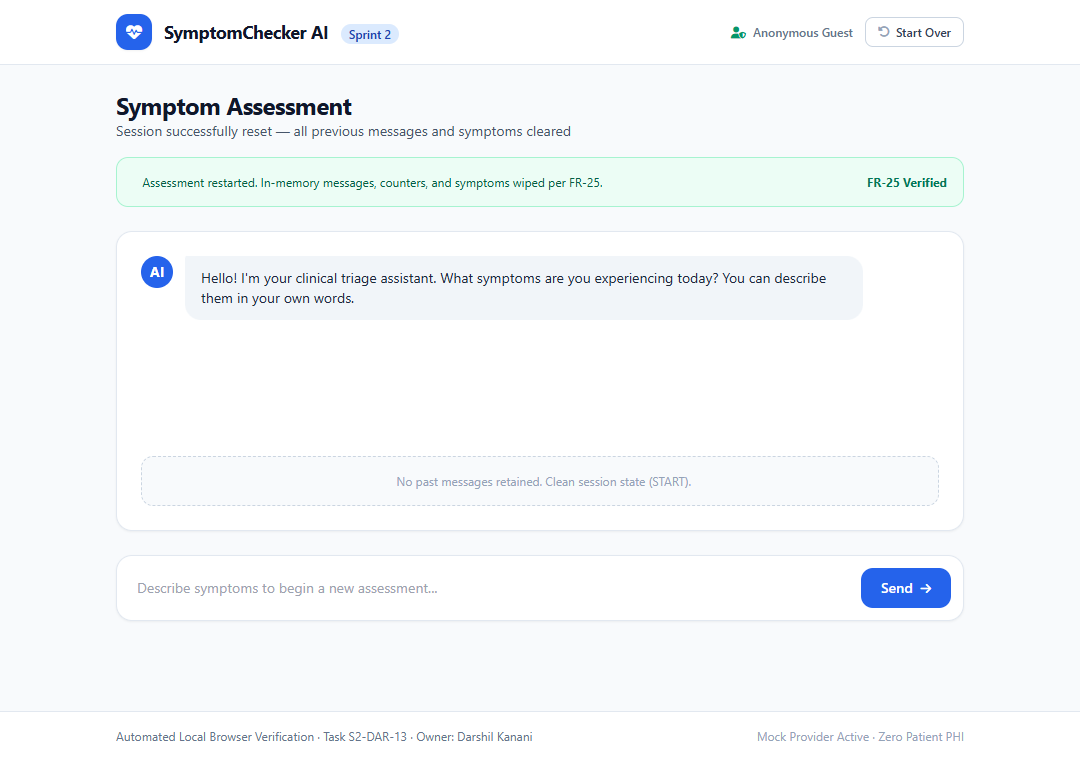 SymptomChecker AI
Sprint 2
Anonymous Guest
Start Over
Symptom Assessment
Session successfully reset — all previous messages and symptoms cleared
Assessment restarted. In-memory messages, counters, and symptoms wiped per FR-25.
FR-25 Verified
AI
Hello! I'm your clinical triage assistant. What symptoms are you experiencing today? You can describe
them in your own words.
No past messages retained. Clean session state (START).
Describe symptoms to begin a new assessment...
Send →
Automated Local Browser Verification · Task S2-DAR-13 · Owner: Darshil Kanani
Mock Provider Active · Zero Patient PHI